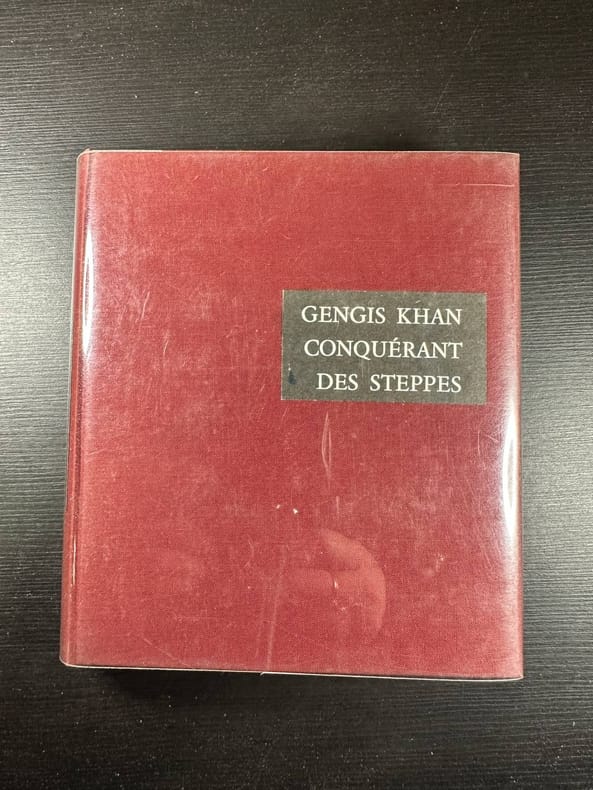 GENGIS KHAN
CONQUÉRANT
DES STEPPES